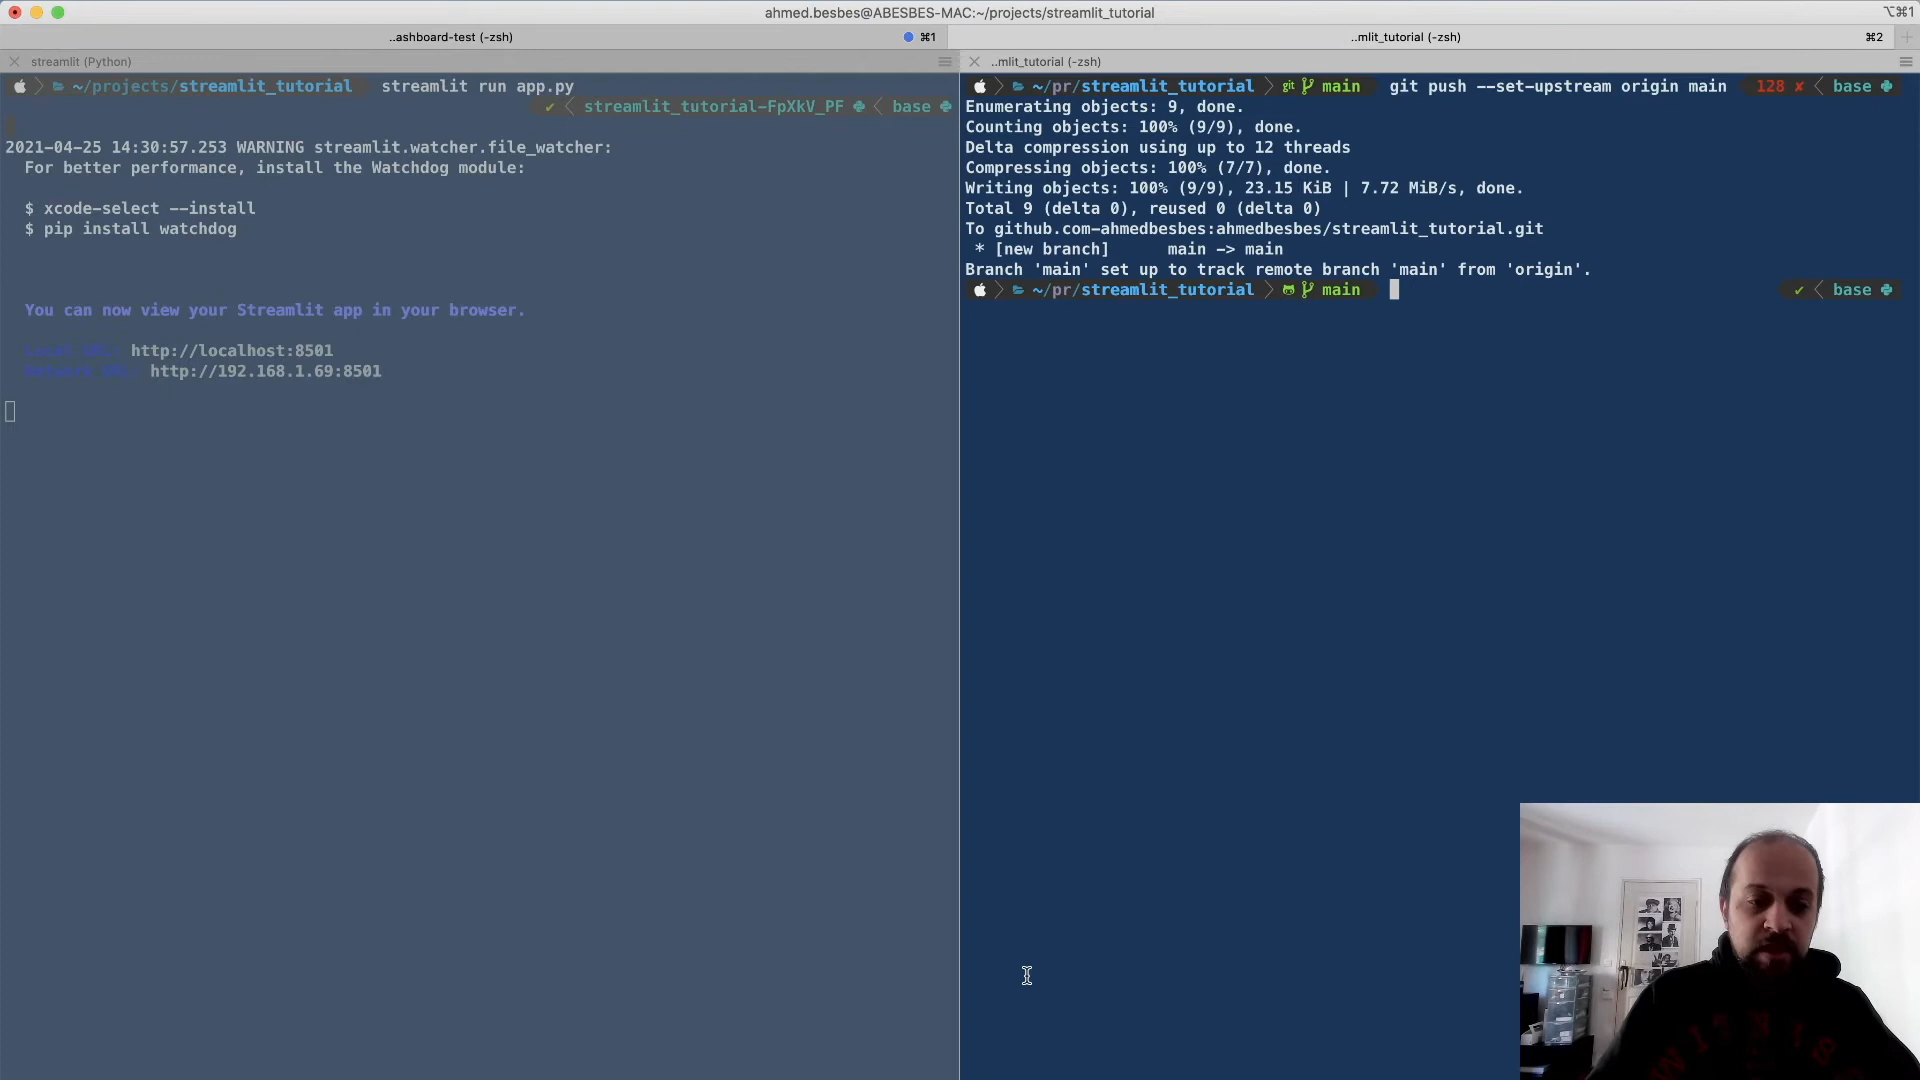 ahmed.besbes@ABESBES-MAC:~/projects/streamlit_tutorial
⌥⌘1
..ashboard-test (-zsh)
⌘1
..mlit_tutorial (-zsh)
⌘2
streamlit (Python)
~/projects/streamlit_tutorial streamlit run app.py
✓ streamlit_tutorial-FpXkV_PF base
2021-04-25 14:30:57.253 WARNING streamlit.watcher.file_watcher:
For better performance, install the Watchdog module:
$ xcode-select --install
$ pip install watchdog
You can now view your Streamlit app in your browser.
Local URL: http://localhost:8501
Network URL: http://192.168.1.69:8501
..mlit_tutorial (-zsh)
~/pr/streamlit_tutorial git main git push --set-upstream origin main 128 ✘ base
Enumerating objects: 9, done.
Counting objects: 100% (9/9), done.
Delta compression using up to 12 threads
Compressing objects: 100% (7/7), done.
Writing objects: 100% (9/9), 23.15 KiB | 7.72 MiB/s, done.
Total 9 (delta 0), reused 0 (delta 0)
To github.com-ahmedbesbes:ahmedbesbes/streamlit_tutorial.git
* [new branch] main -> main
Branch 'main' set up to track remote branch 'main' from 'origin'.
~/pr/streamlit_tutorial main ✓ base